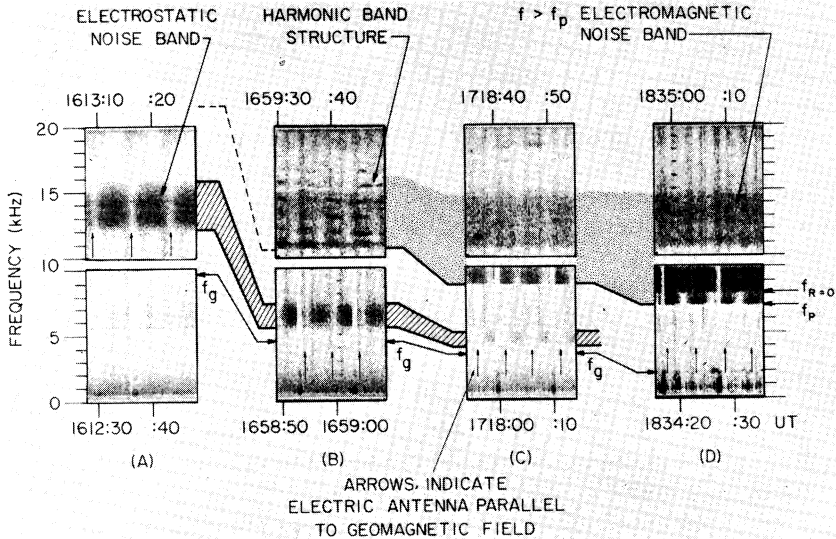 ELECTROSTATIC
NOISE BAND
HARMONIC BAND
STRUCTURE
f > fp ELECTROMAGNETIC
NOISE BAND
1613:10 :20
1659:30 :40
1718:40 :50
1835:00 :10
FREQUENCY (kHz)
20
15
10
10
5
0
fg
fg
fg
fR=0
fp
1612:30 :40
1658:50 1659:00
1718:00 :10
1834:20 :30 UT
(A)
(B)
(C)
(D)
ARROWS INDICATE
ELECTRIC ANTENNA PARALLEL
TO GEOMAGNETIC FIELD